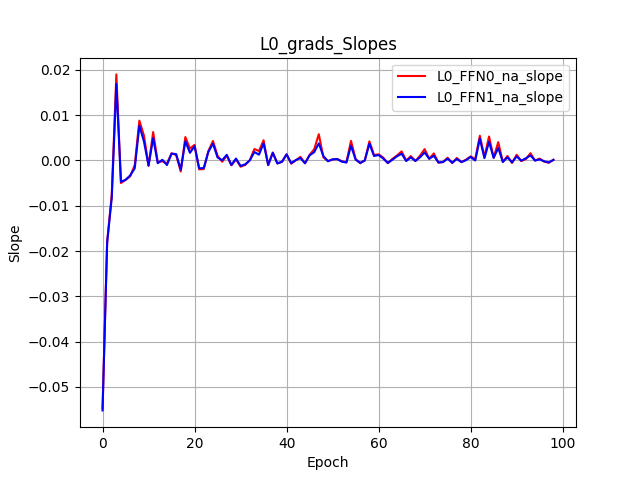 L0_grads_Slopes
L0_FFN0_na_slope
L0_FFN1_na_slope
0.02
0.01
0.00
−0.01
−0.02
−0.03
−0.04
−0.05
Slope
0 20 40 60 80 100
Epoch